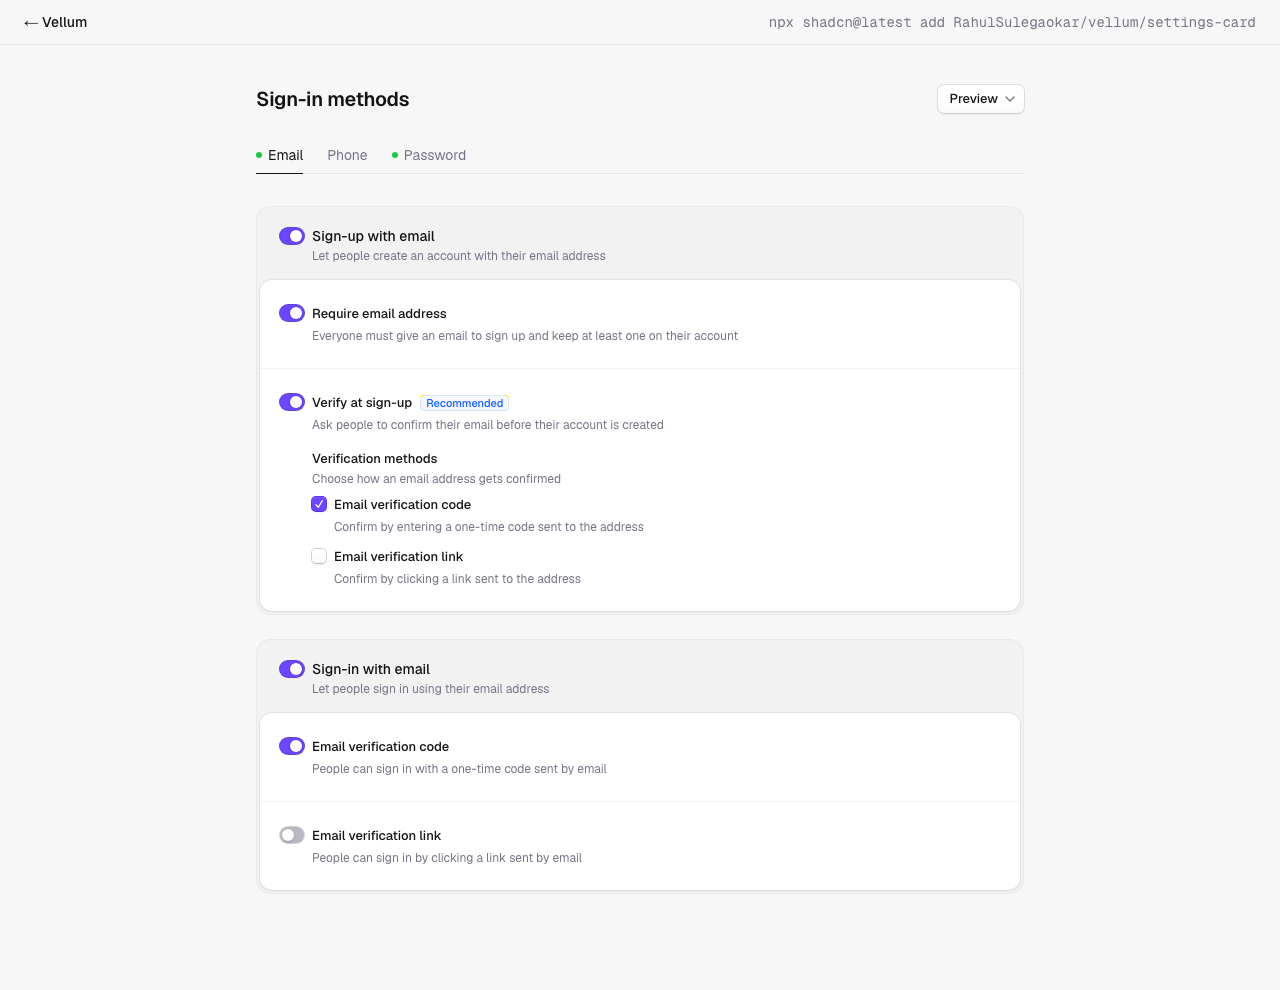 ← Vellum
npx shadcn@latest add RahulSulegaokar/vellum/settings-card
Sign-in methods
Preview
Email
Phone
Password
Sign-up with email
Let people create an account with their email address
Require email address
Everyone must give an email to sign up and keep at least one on their account
Verify at sign-up Recommended
Ask people to confirm their email before their account is created
Verification methods
Choose how an email address gets confirmed
Email verification code
Confirm by entering a one-time code sent to the address
Email verification link
Confirm by clicking a link sent to the address
Sign-in with email
Let people sign in using their email address
Email verification code
People can sign in with a one-time code sent by email
Email verification link
People can sign in by clicking a link sent by email